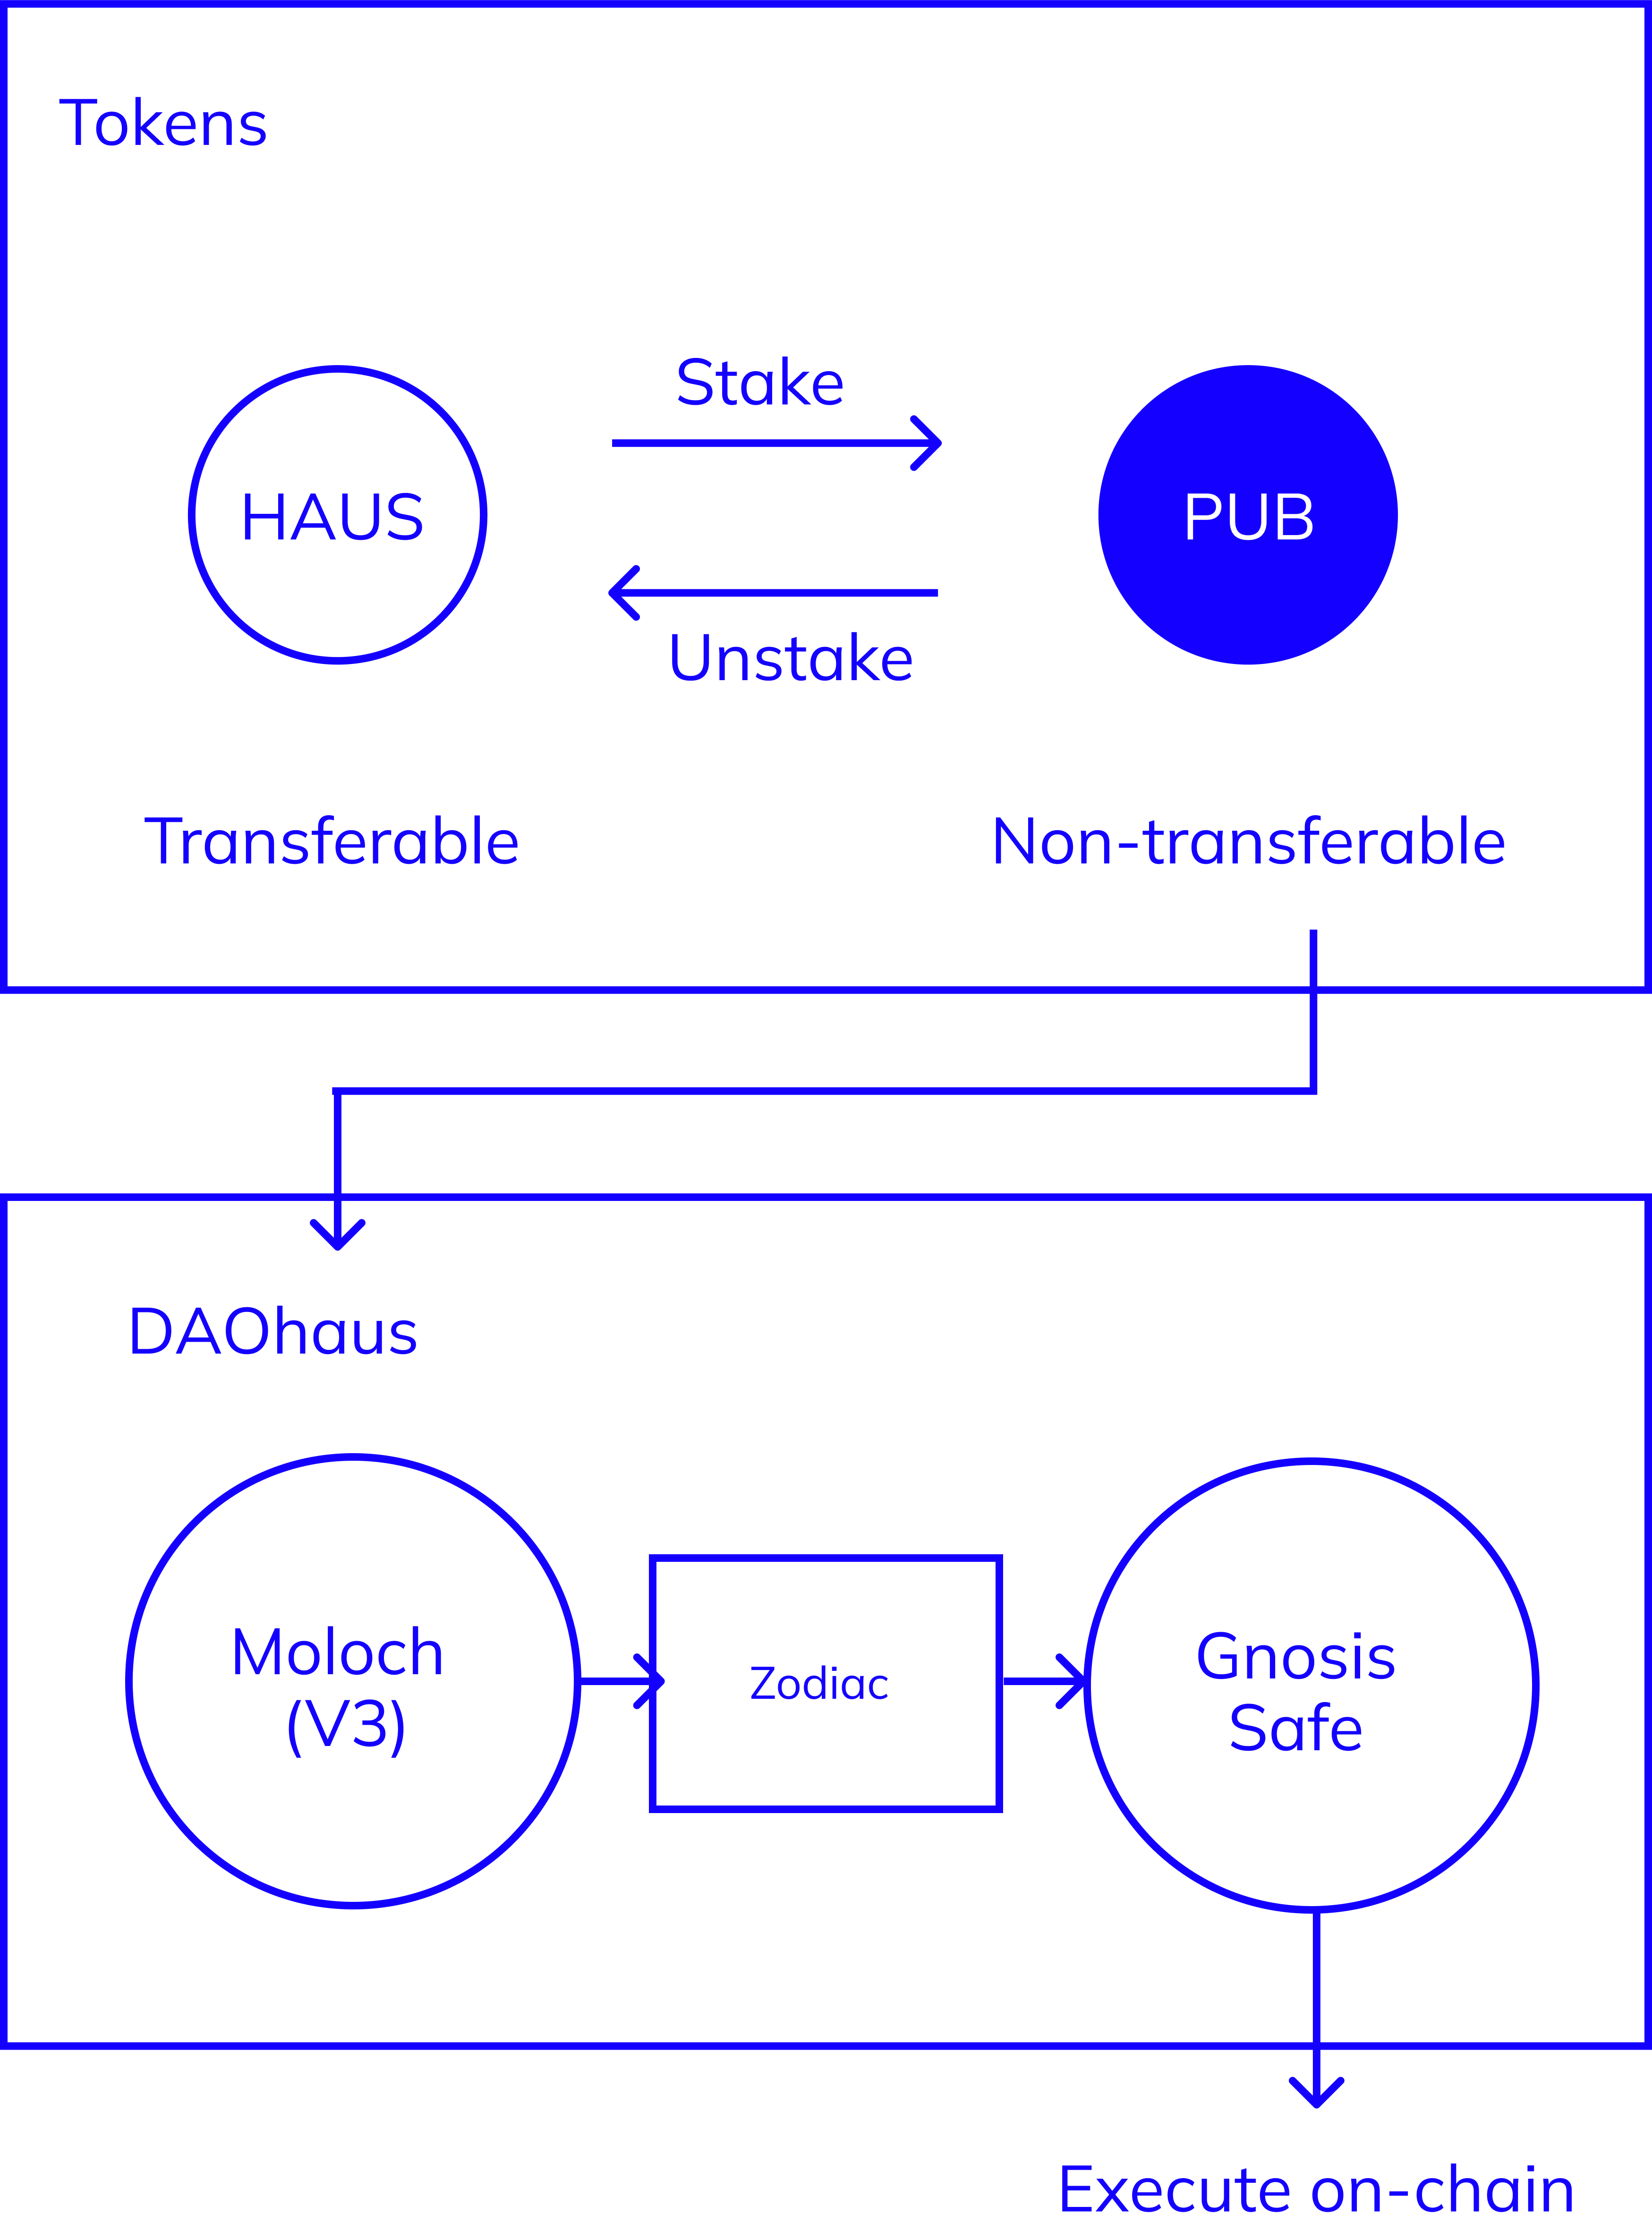 Tokens
Stake
HAUS
PUB
Unstake
Transferable
Non-transferable
DAOhaus
Moloch
(V3)
Zodiac
Gnosis
Safe
Execute on-chain